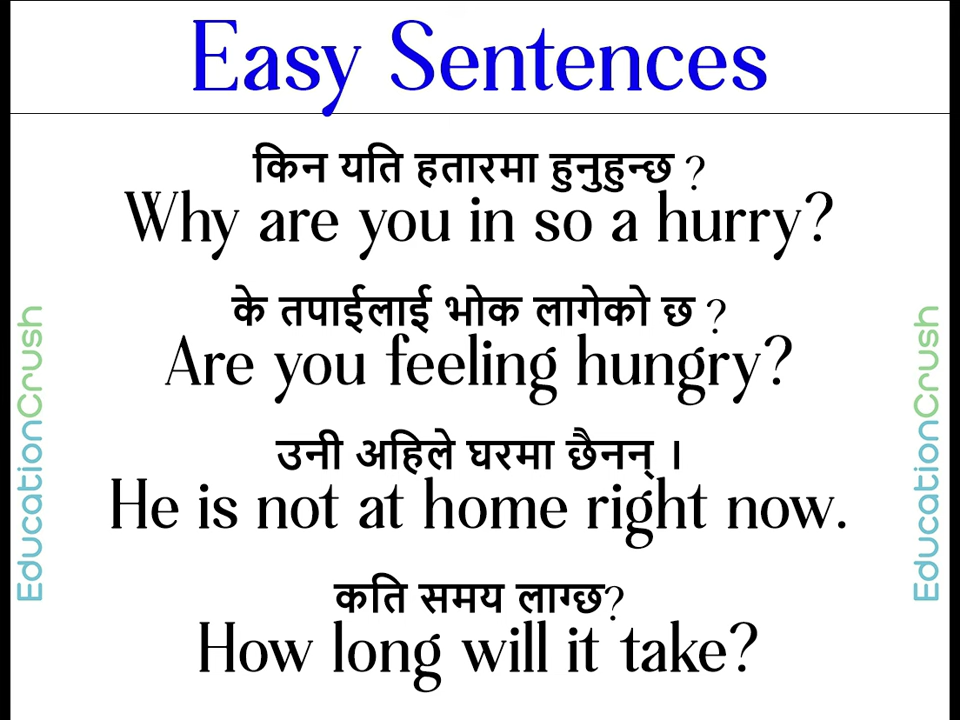 Easy Sentences
किन यति हतारमा हुनुहुन्छ ?
Why are you in so a hurry?
के तपाईलाई भोक लागेको छ ?
Are you feeling hungry?
उनी अहिले घरमा छैनन् ।
He is not at home right now.
कति समय लाग्छ?
How long will it take?
EducationCrush
EducationCrush